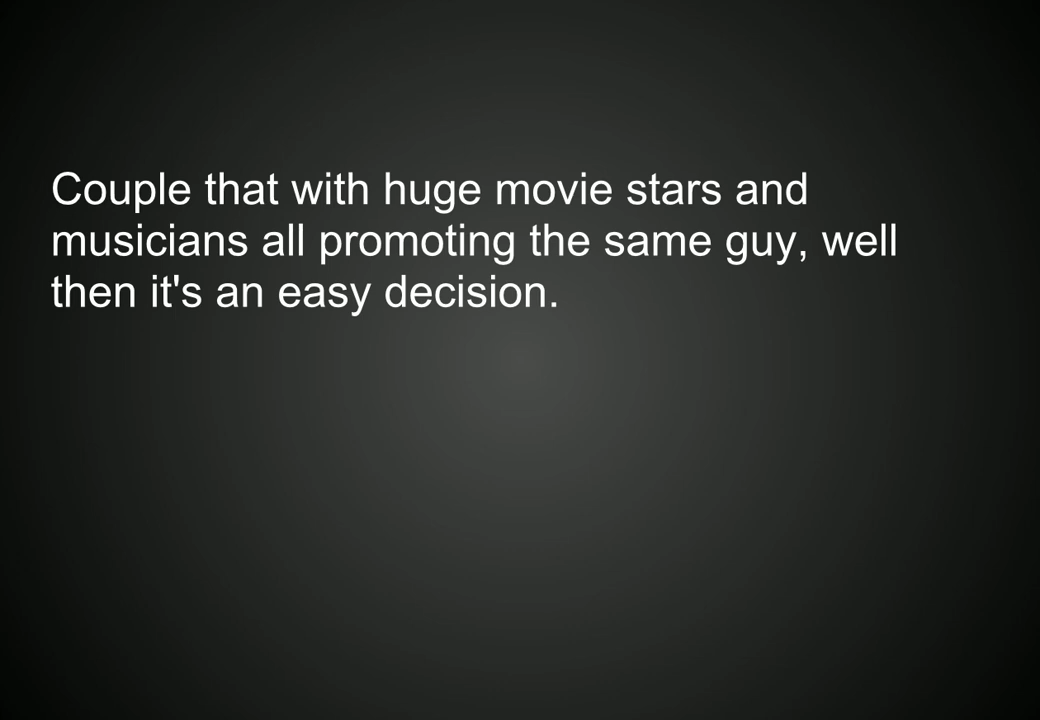 Couple that with huge movie stars and
musicians all promoting the same guy, well
then it's an easy decision.